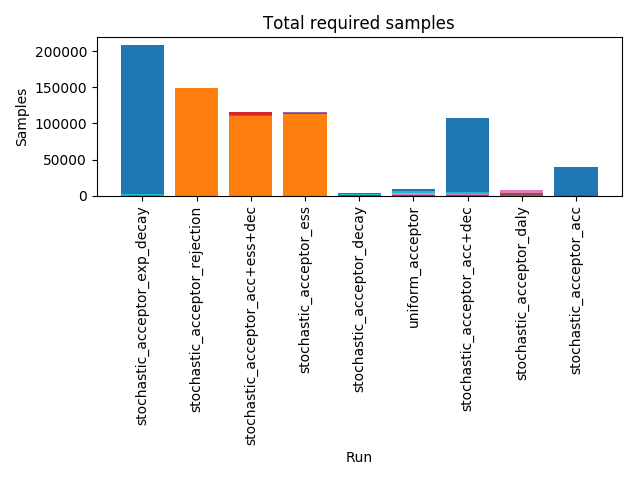 Total required samples
Samples
200000
150000
100000
50000
0
stochastic_acceptor_exp_decay
stochastic_acceptor_rejection
stochastic_acceptor_acc+ess+dec
stochastic_acceptor_ess
stochastic_acceptor_decay
uniform_acceptor
stochastic_acceptor_acc+dec
stochastic_acceptor_daly
stochastic_acceptor_acc
Run